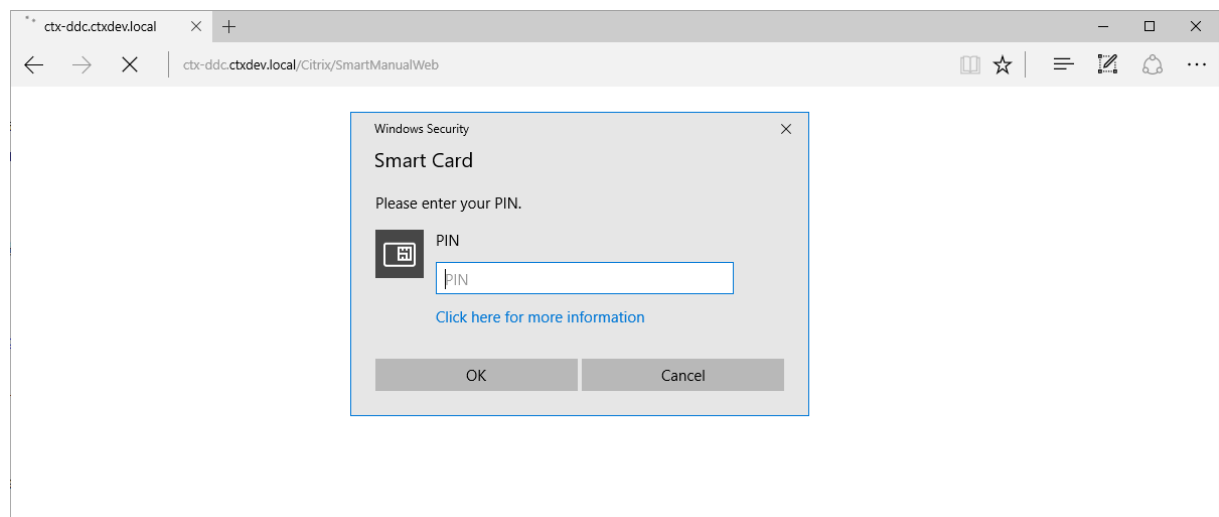 ctx-ddc.ctxdev.local
ctx-ddc.ctxdev.local/Citrix/SmartManualWeb
Windows Security
Smart Card
Please enter your PIN.
PIN
PIN
Click here for more information
OK
Cancel